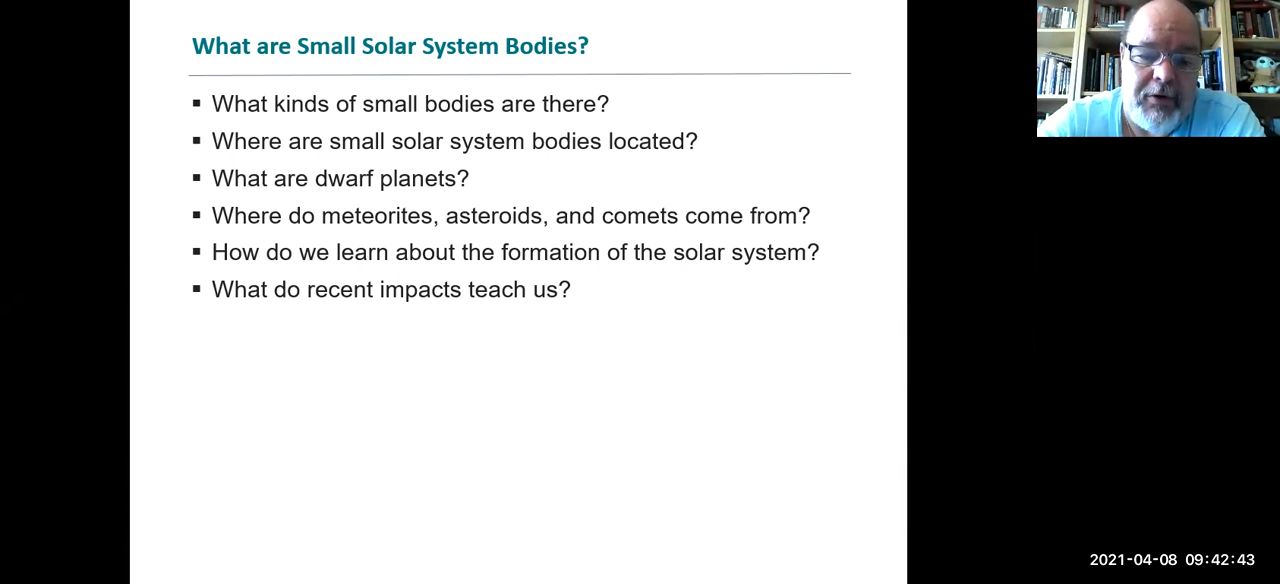 What are Small Solar System Bodies?
▪ What kinds of small bodies are there?
▪ Where are small solar system bodies located?
▪ What are dwarf planets?
▪ Where do meteorites, asteroids, and comets come from?
▪ How do we learn about the formation of the solar system?
▪ What do recent impacts teach us?
2021-04-08 09:42:43